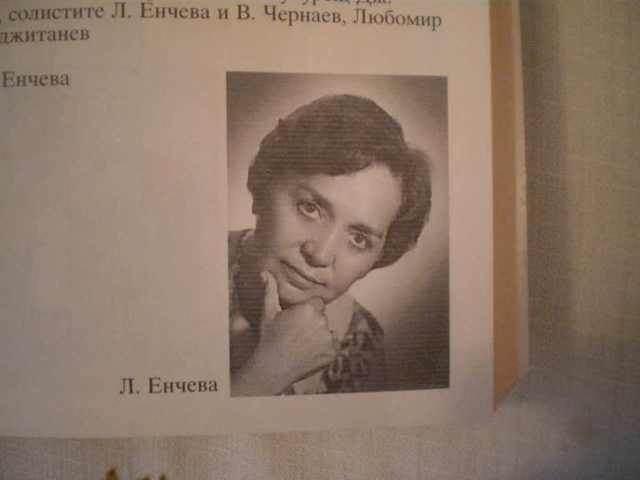 , солистите Л. Енчева и В. Чернаев, Любомир
джитанев
Енчева
Л. Енчева